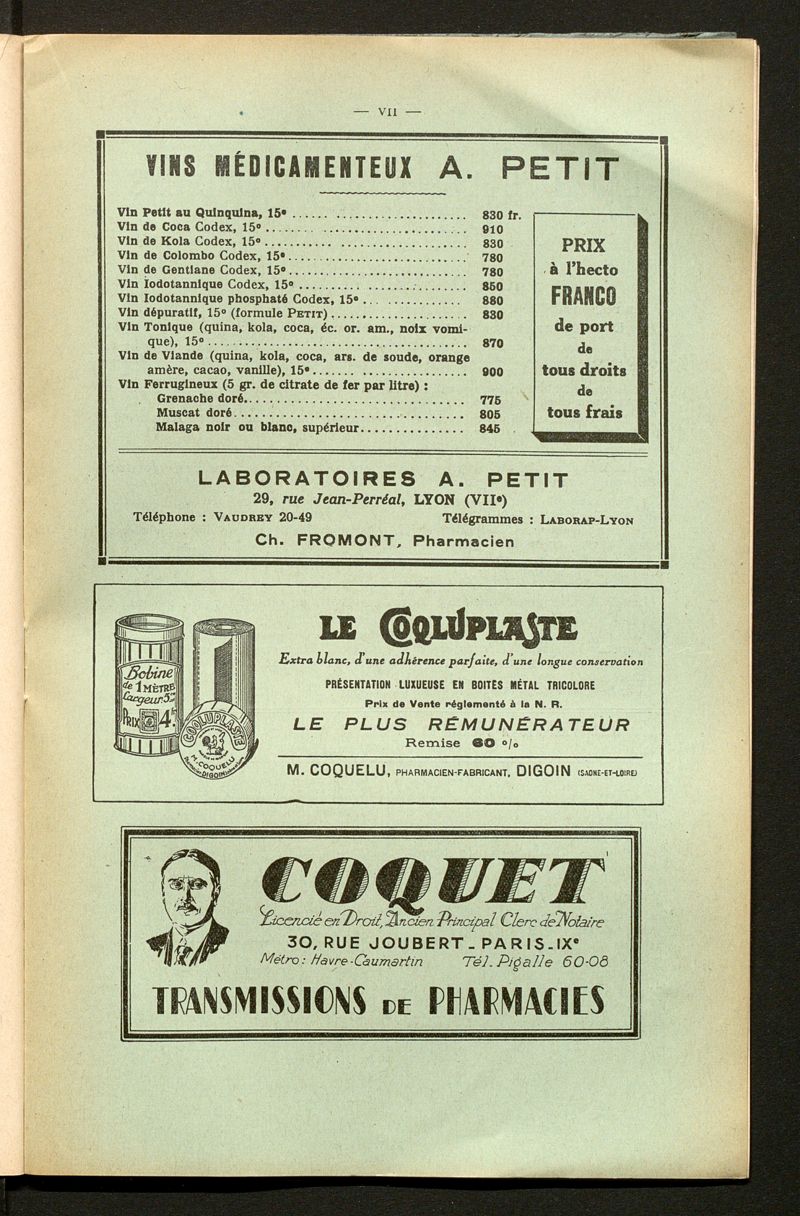 — VII —
VINS MÉDICAMENTEUX A. PETIT
Vin Petit au Quinquina, 15° ........................ 830 fr.
Vin de Coca Codex, 15° ........................ 910
Vin de Kola Codex, 15° ........................ 830
Vin de Colombo Codex, 15° ........................ 780
Vin de Gentiane Codex, 15° ........................ 780
Vin Iodotannique Codex, 15° ........................ 850
Vin Iodotannique phosphaté Codex, 15° ............... 880
Vin dépuratif, 15° (formule PETIT) .................... 830
Vin Tonique (quina, kola, coca, éc. or. am., noix vomi-
que), 15° ........................ 870
Vin de Viande (quina, kola, coca, ars. de soude, orange
amère, cacao, vanille), 15° ........................ 900
Vin Ferrugineux (5 gr. de citrate de fer par litre) :
Grenache doré ........................ 775
Muscat doré ........................ 805
Malaga noir ou blanc, supérieur ............... 845
PRIX
à l'hecto
FRANCO
de port
de
tous droits
de
tous frais
LABORATOIRES A. PETIT
29, rue Jean-Perréal, LYON (VIIe)
Téléphone : VAUDREY 20-49 Télégrammes : LABORAP-LYON
Ch. FROMONT, Pharmacien
Bobine
de 1 MÈTRE
Largeur: 5cm
PRIX 4fr.
COQLUPLASTE
M. COQUELU
DIGOIN
LE COQLUPLASTE
Extra blanc, d'une adhérence parfaite, d'une longue conservation
PRÉSENTATION LUXUEUSE EN BOITES MÉTAL TRICOLORE
Prix de Vente réglementé à la N. R.
LE PLUS RÉMUNÉRATEUR
Remise 60 %
M. COQUELU, PHARMACIEN-FABRICANT, DIGOIN (SAONE-ET-LOIRE)
COQUET
Licencié en Droit, Ancien Principal Clerc de Notaire
30, RUE JOUBERT_ PARIS_IXe
Métro: Havre-Caumartin Tél. Pigalle 60-08
TRANSMISSIONS DE PHARMACIES